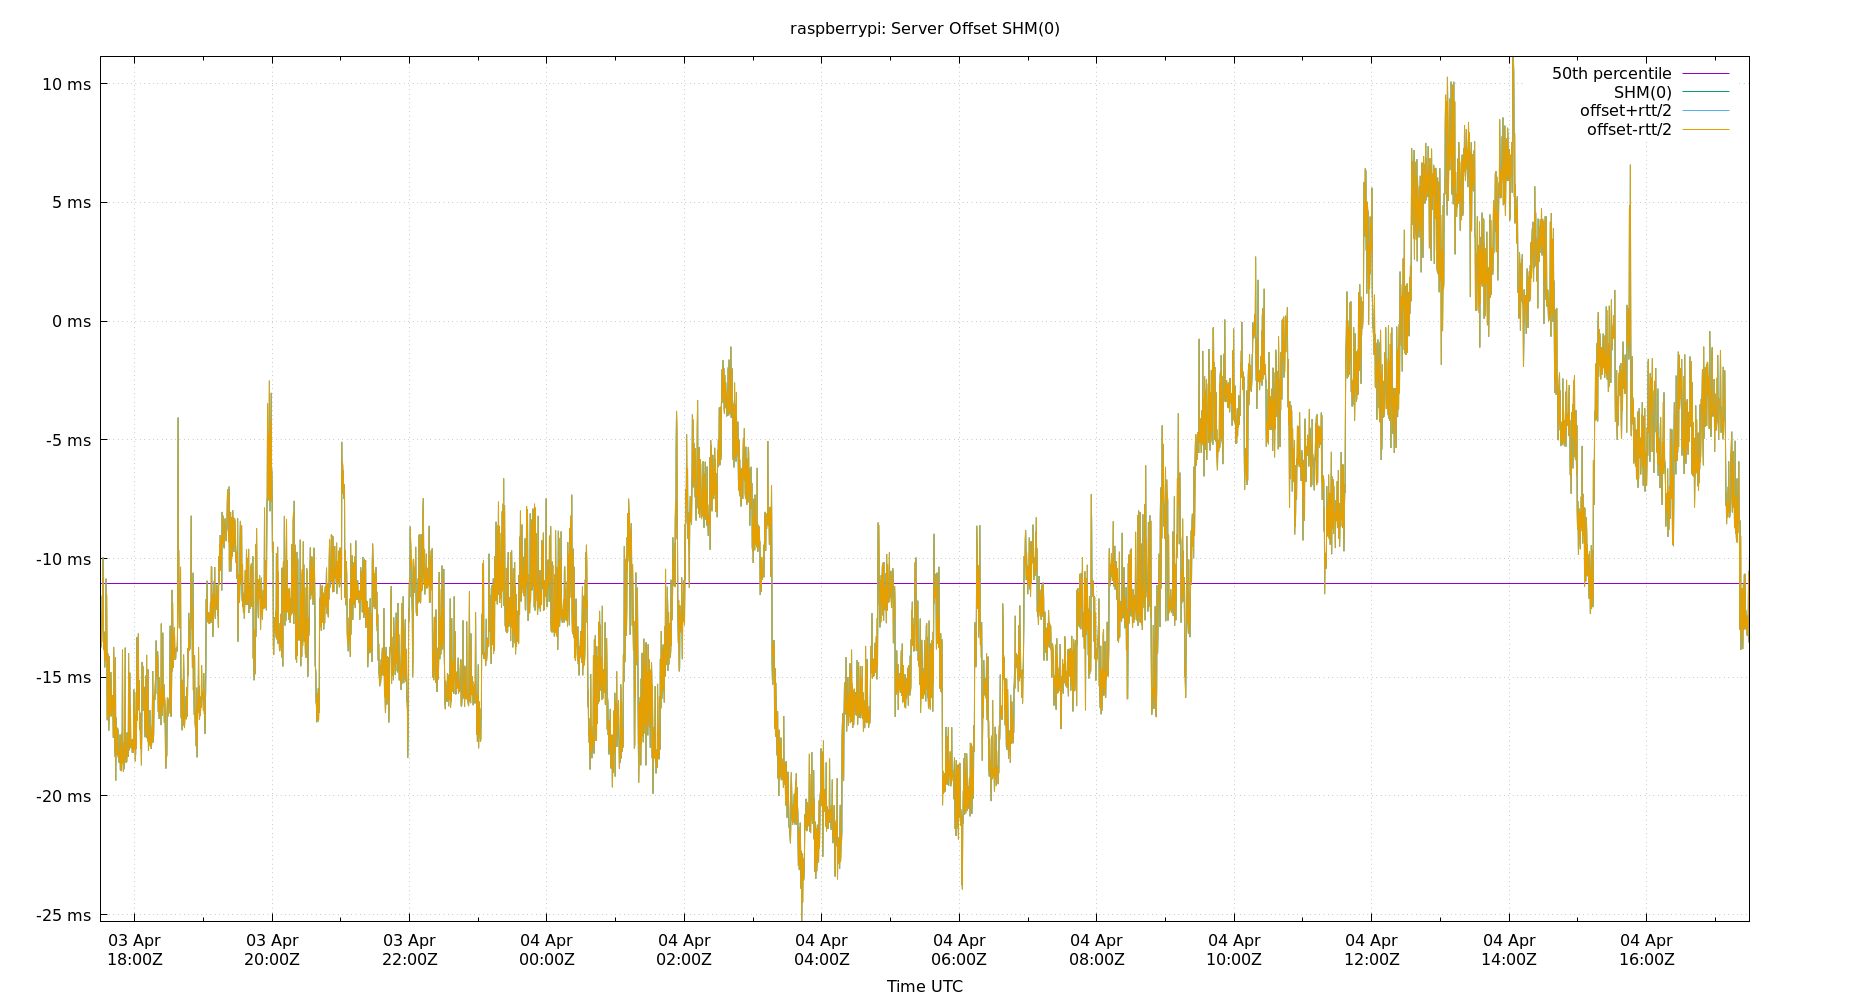 raspberrypi: Server Offset SHM(0)
50th percentile
SHM(0)
offset+rtt/2
offset-rtt/2
10 ms
5 ms
0 ms
-5 ms
-10 ms
-15 ms
-20 ms
-25 ms
03 Apr 03 Apr 03 Apr 04 Apr 04 Apr 04 Apr 04 Apr 04 Apr 04 Apr 04 Apr 04 Apr 04 Apr
18:00Z 20:00Z 22:00Z 00:00Z 02:00Z 04:00Z 06:00Z 08:00Z 10:00Z 12:00Z 14:00Z 16:00Z
Time UTC